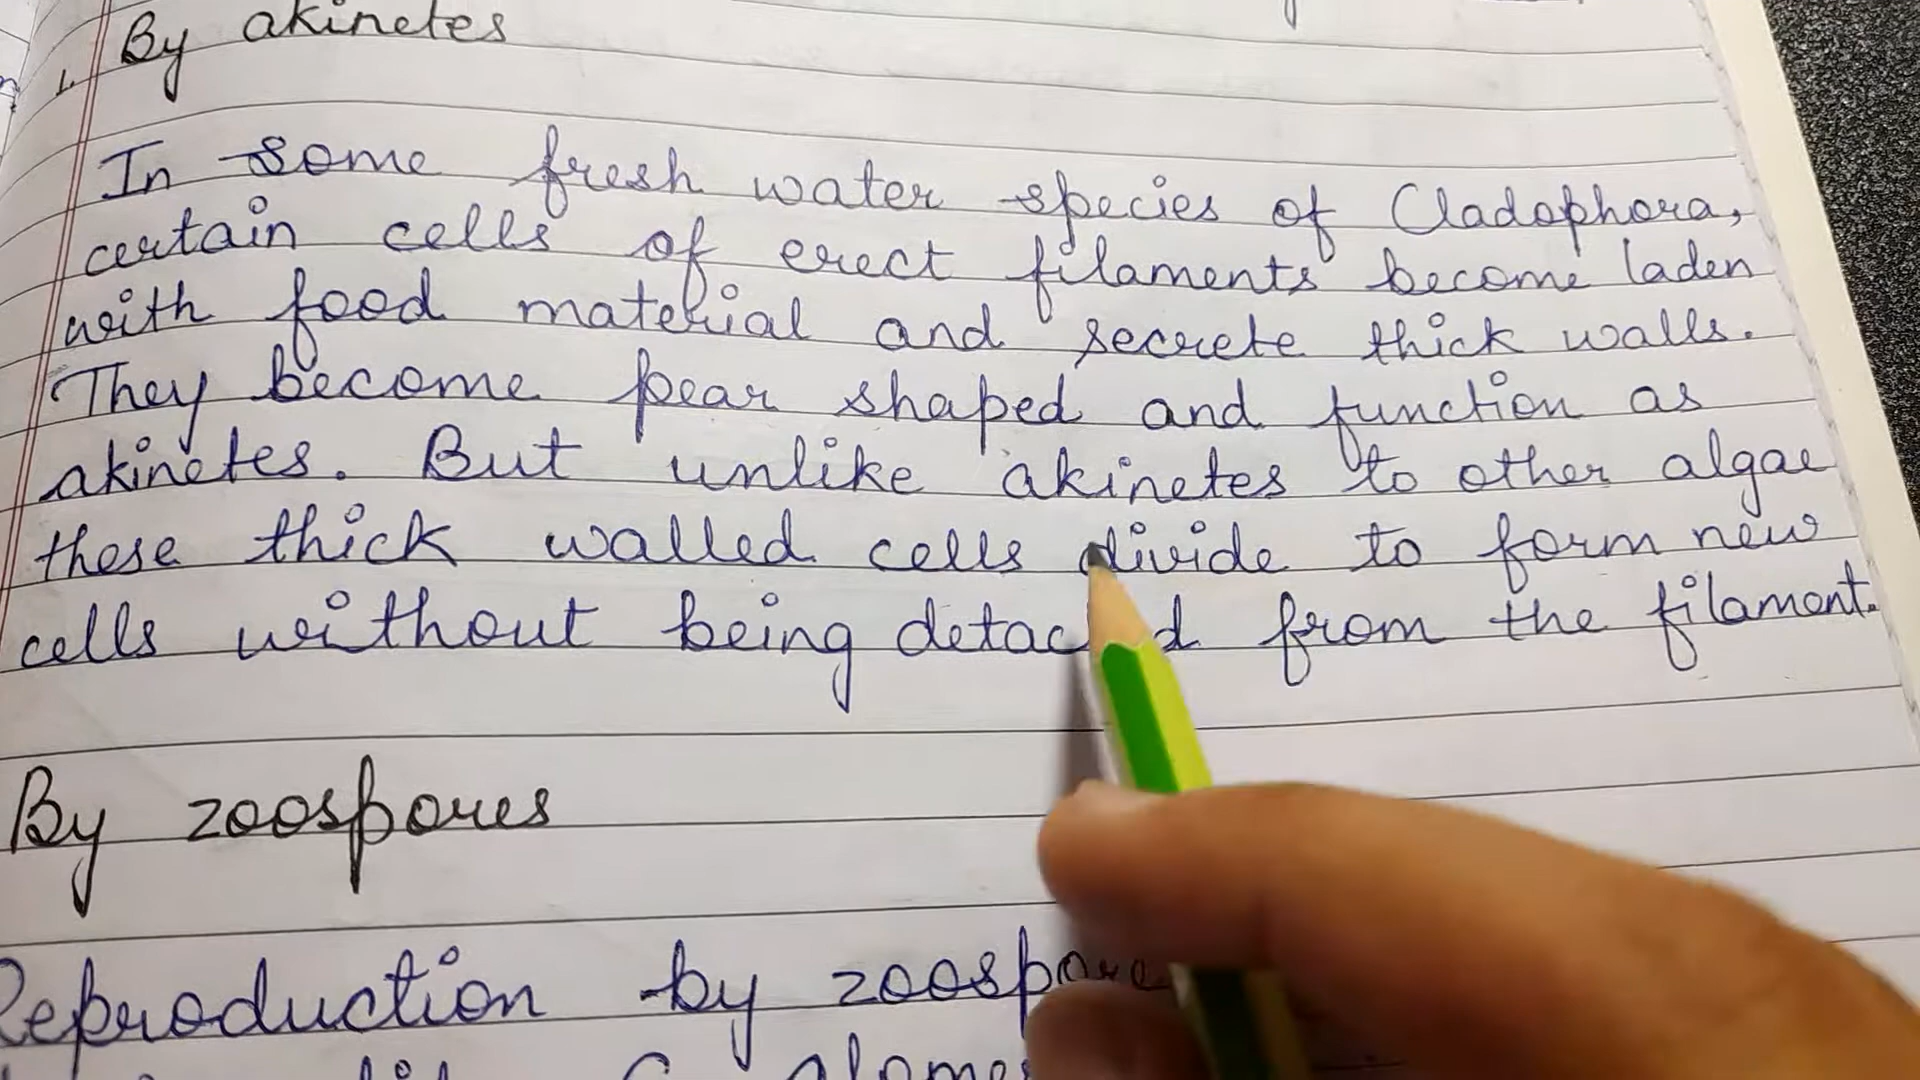 By akinetes
1.
In some fresh water species of Cladophora,
certain cells of erect filaments become laden
with food material and secrete thick walls.
They become pear shaped and function as
akinetes. But unlike akinetes to other algae
these thick walled cells divide to form new
cells without being detac d from the filament.
By zoospores
Reproduction by zoospore